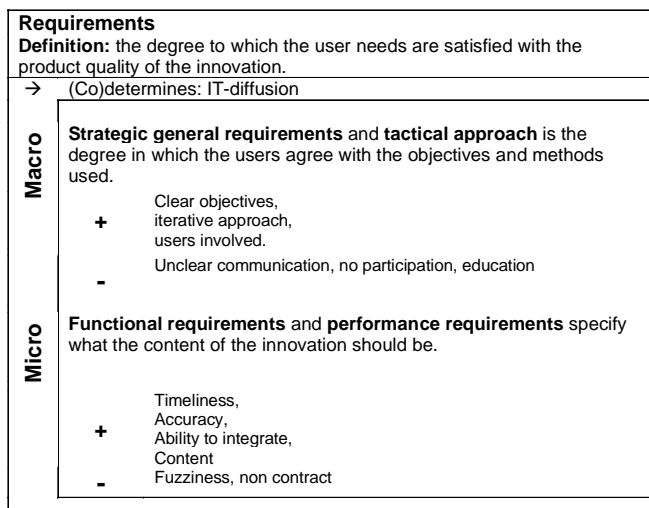 Requirements
Definition: the degree to which the user needs are satisfied with the
product quality of the innovation.
→ (Co)determines: IT-diffusion
Macro
Strategic general requirements and tactical approach is the
degree in which the users agree with the objectives and methods
used.
+
Clear objectives,
iterative approach,
users involved.
-
Unclear communication, no participation, education
Micro
Functional requirements and performance requirements specify
what the content of the innovation should be.
+
Timeliness,
Accuracy,
Ability to integrate,
Content
-
Fuzziness, non contract